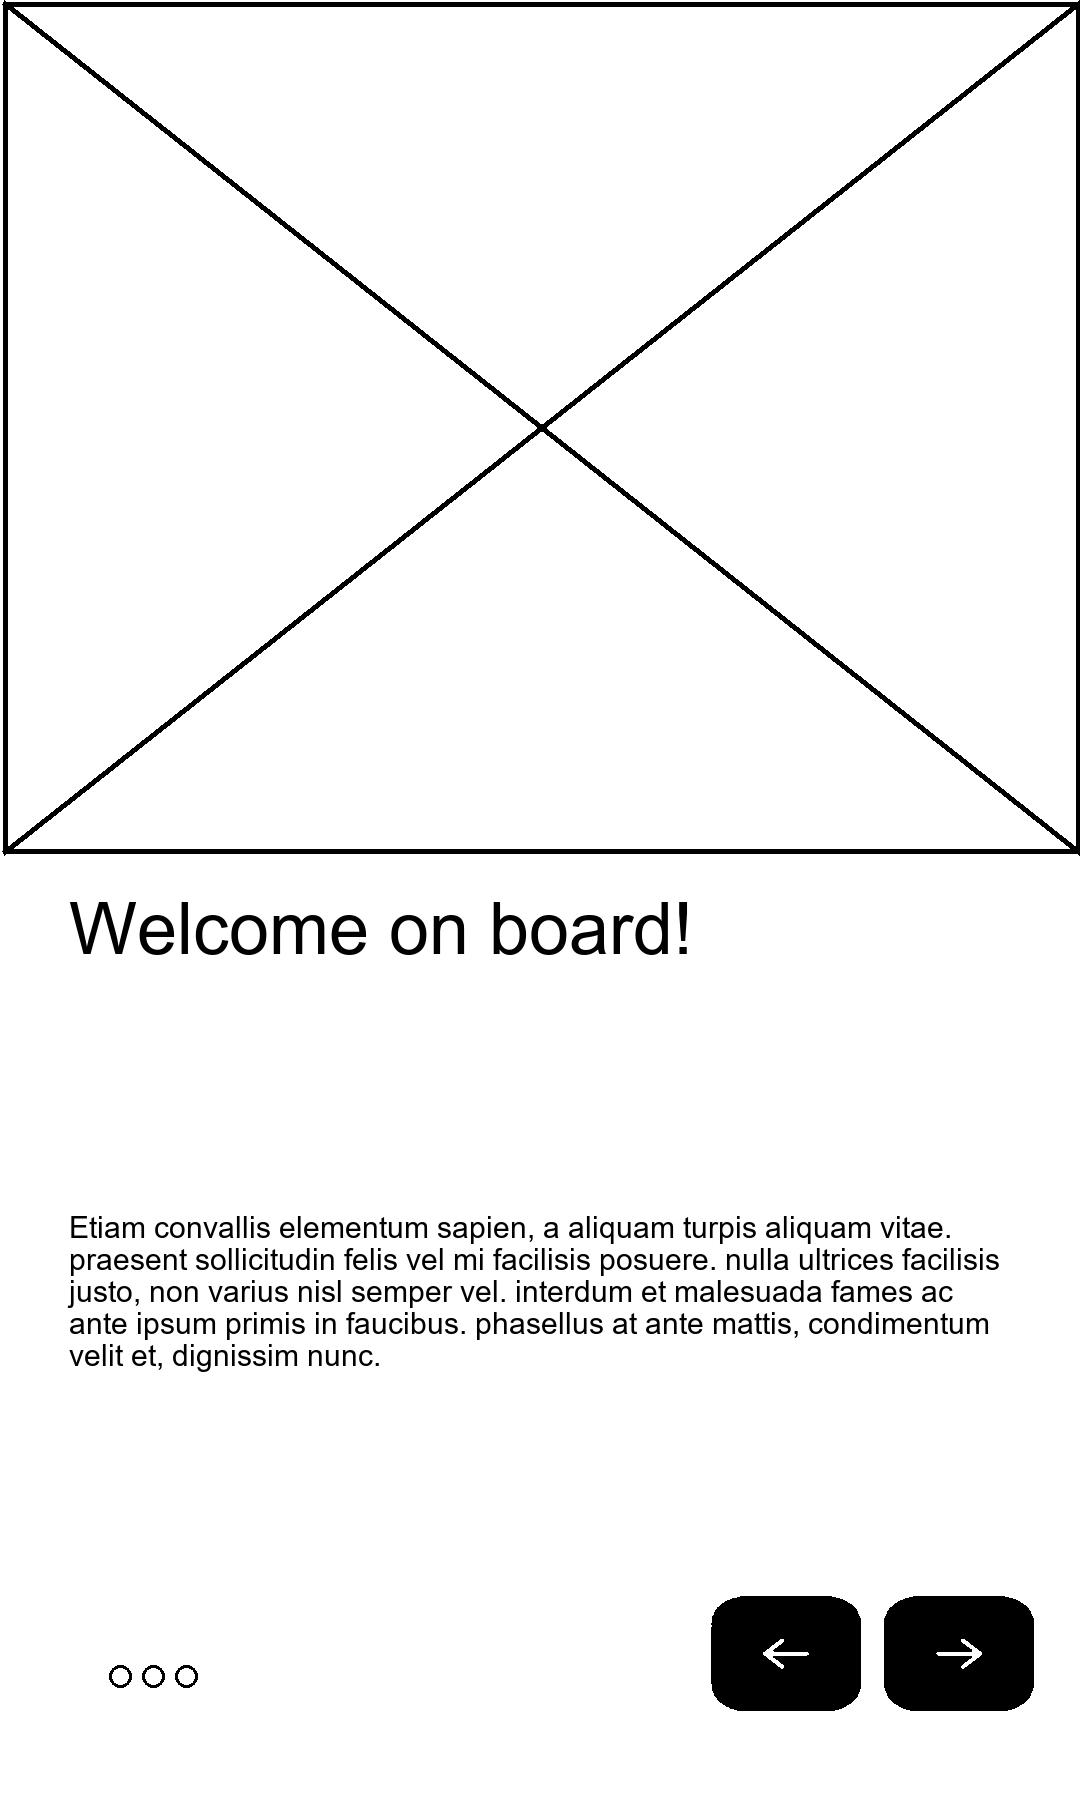 Welcome on board!
Etiam convallis elementum sapien, a aliquam turpis aliquam vitae.
praesent sollicitudin felis vel mi facilisis posuere. nulla ultrices facilisis
justo, non varius nisl semper vel. interdum et malesuada fames ac
ante ipsum primis in faucibus. phasellus at ante mattis, condimentum
velit et, dignissim nunc.